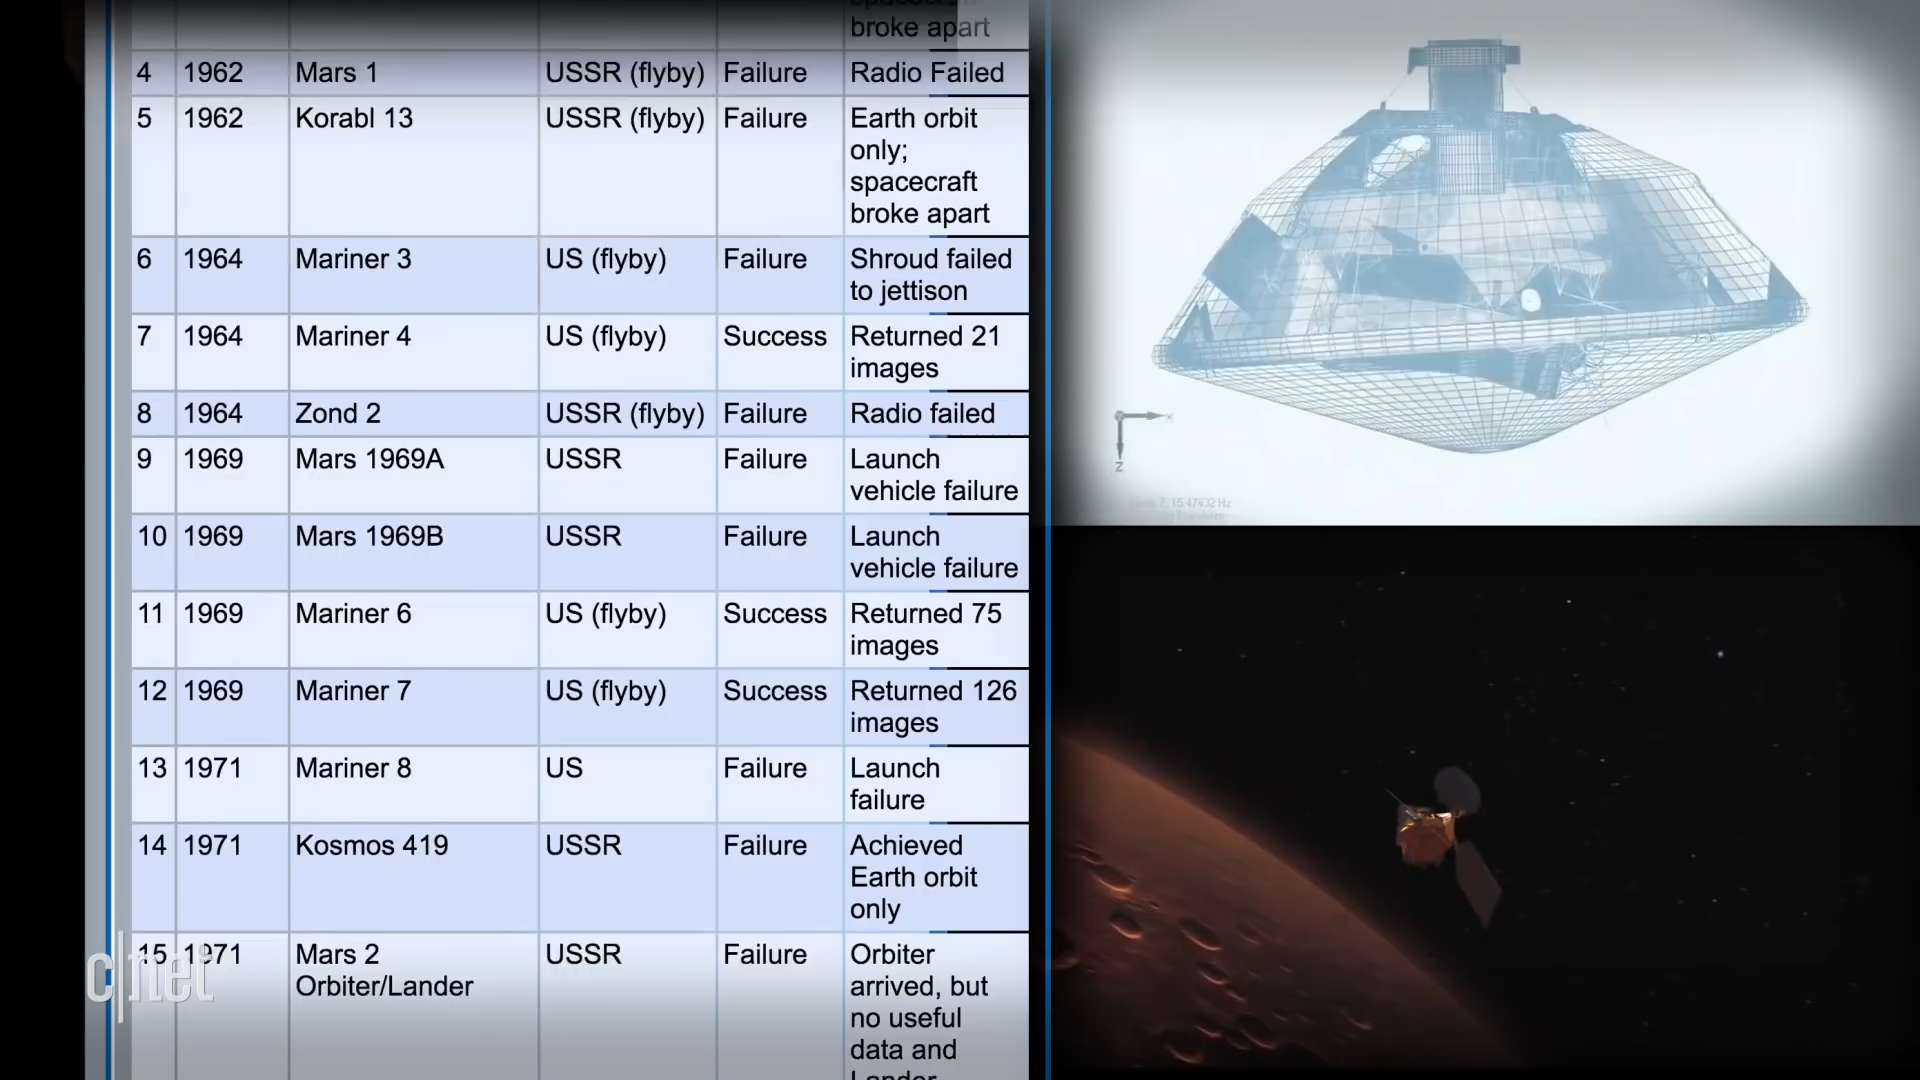 broke apart
4 1962 Mars 1 USSR (flyby) Failure Radio Failed
5 1962 Korabl 13 USSR (flyby) Failure Earth orbit
only;
spacecraft
broke apart
6 1964 Mariner 3 US (flyby) Failure Shroud failed
to jettison
7 1964 Mariner 4 US (flyby) Success Returned 21
images
8 1964 Zond 2 USSR (flyby) Failure Radio failed
9 1969 Mars 1969A USSR Failure Launch
vehicle failure
10 1969 Mars 1969B USSR Failure Launch
vehicle failure
11 1969 Mariner 6 US (flyby) Success Returned 75
images
12 1969 Mariner 7 US (flyby) Success Returned 126
images
13 1971 Mariner 8 US Failure Launch
failure
14 1971 Kosmos 419 USSR Failure Achieved
Earth orbit
only
15 1971 Mars 2 USSR Failure Orbiter
Orbiter/Lander arrived, but
no useful
data and
c|net
X
Z
7, 15.47432 Hz